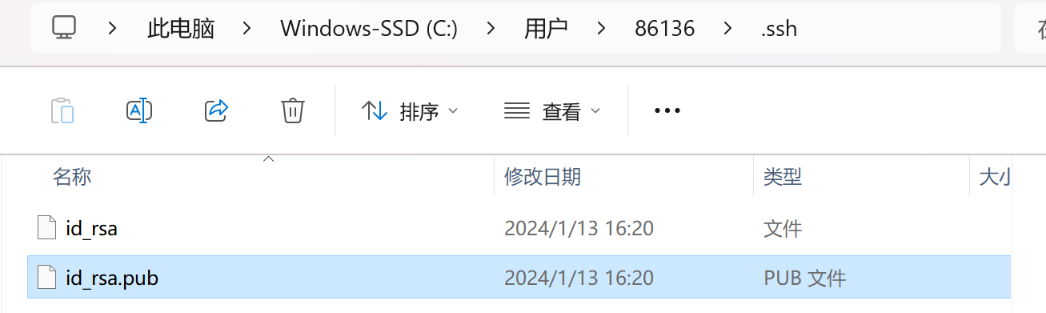 此电脑 > Windows-SSD (C:) > 用户 > 86136 > .ssh
排序 查看
名称 修改日期 类型 大小
id_rsa 2024/1/13 16:20 文件
id_rsa.pub 2024/1/13 16:20 PUB 文件